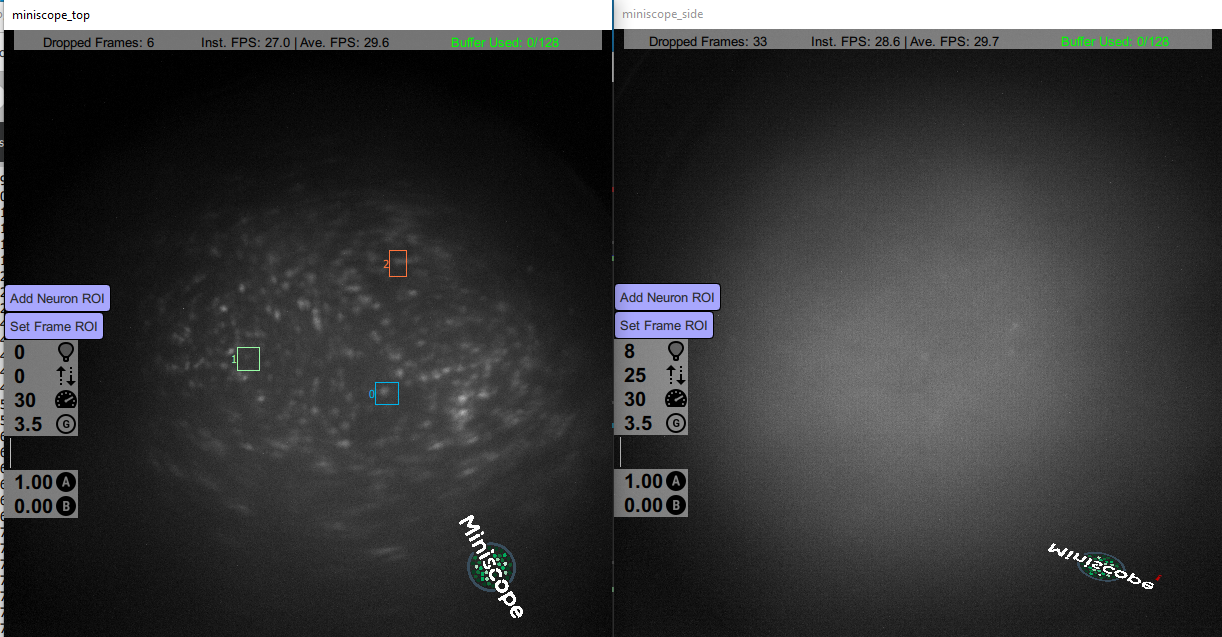 miniscope_top
Dropped Frames: 6 Inst. FPS: 27.0 | Ave. FPS: 29.6 Buffer Used: 0/128
2
Add Neuron ROI
Set Frame ROI
1
0
0
0
30
3.5 G
1.00 A
0.00 B
Miniscope
miniscope_side
Dropped Frames: 33 Inst. FPS: 28.6 | Ave. FPS: 29.7 Buffer Used: 0/128
Add Neuron ROI
Set Frame ROI
8
25
30
3.5 G
1.00 A
0.00 B
Miniscope